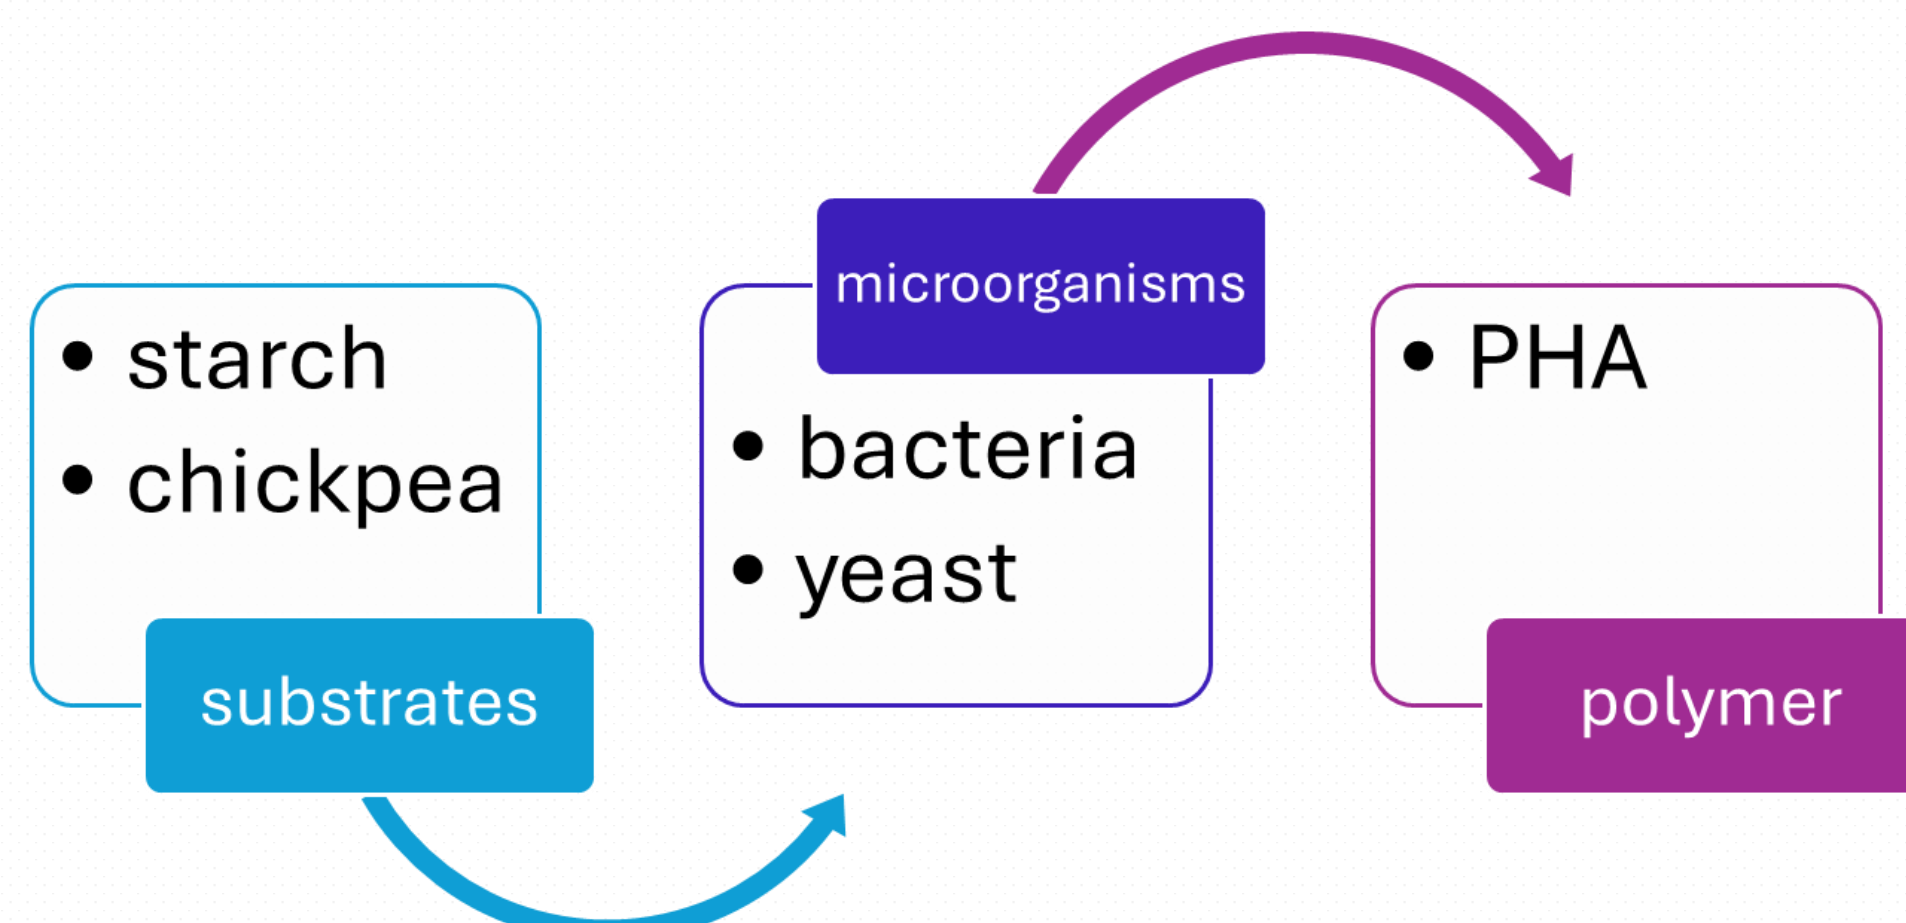 • starch
• chickpea
substrates
microorganisms
• bacteria
• yeast
• PHA
polymer